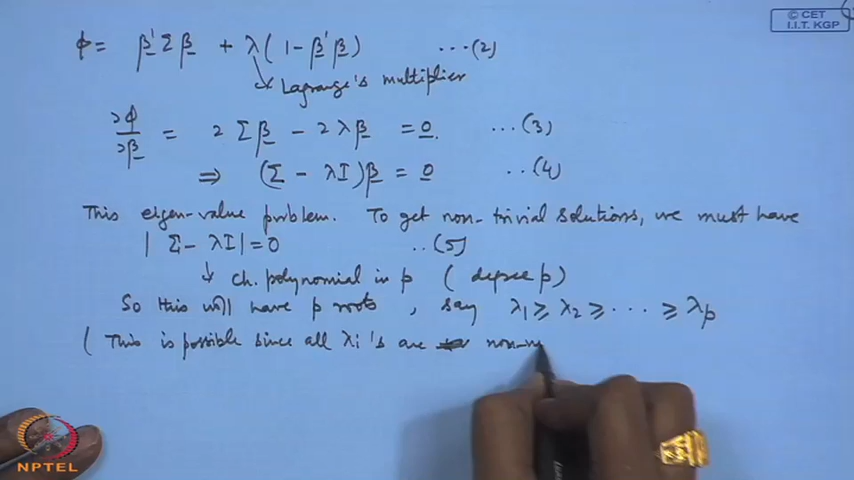 © CET
I.I.T. KGP
ϕ = β'Σβ + λ(1 - β'β) ...(2)
Lagrange's multiplier
∂ϕ/∂β = 2Σβ - 2λβ = 0. ...(3)
⇒ (Σ - λI)β = 0 ..(4)
This eigen-value problem. To get non-trivial solutions, we must have
|Σ - λI| = 0 ..(5)
↓ ch. polynomial in p (degree p)
So this will have p roots, say λ₁ ≥ λ₂ ≥ ... ≥ λp
(This is possible since all λi's are non-n
NPTEL